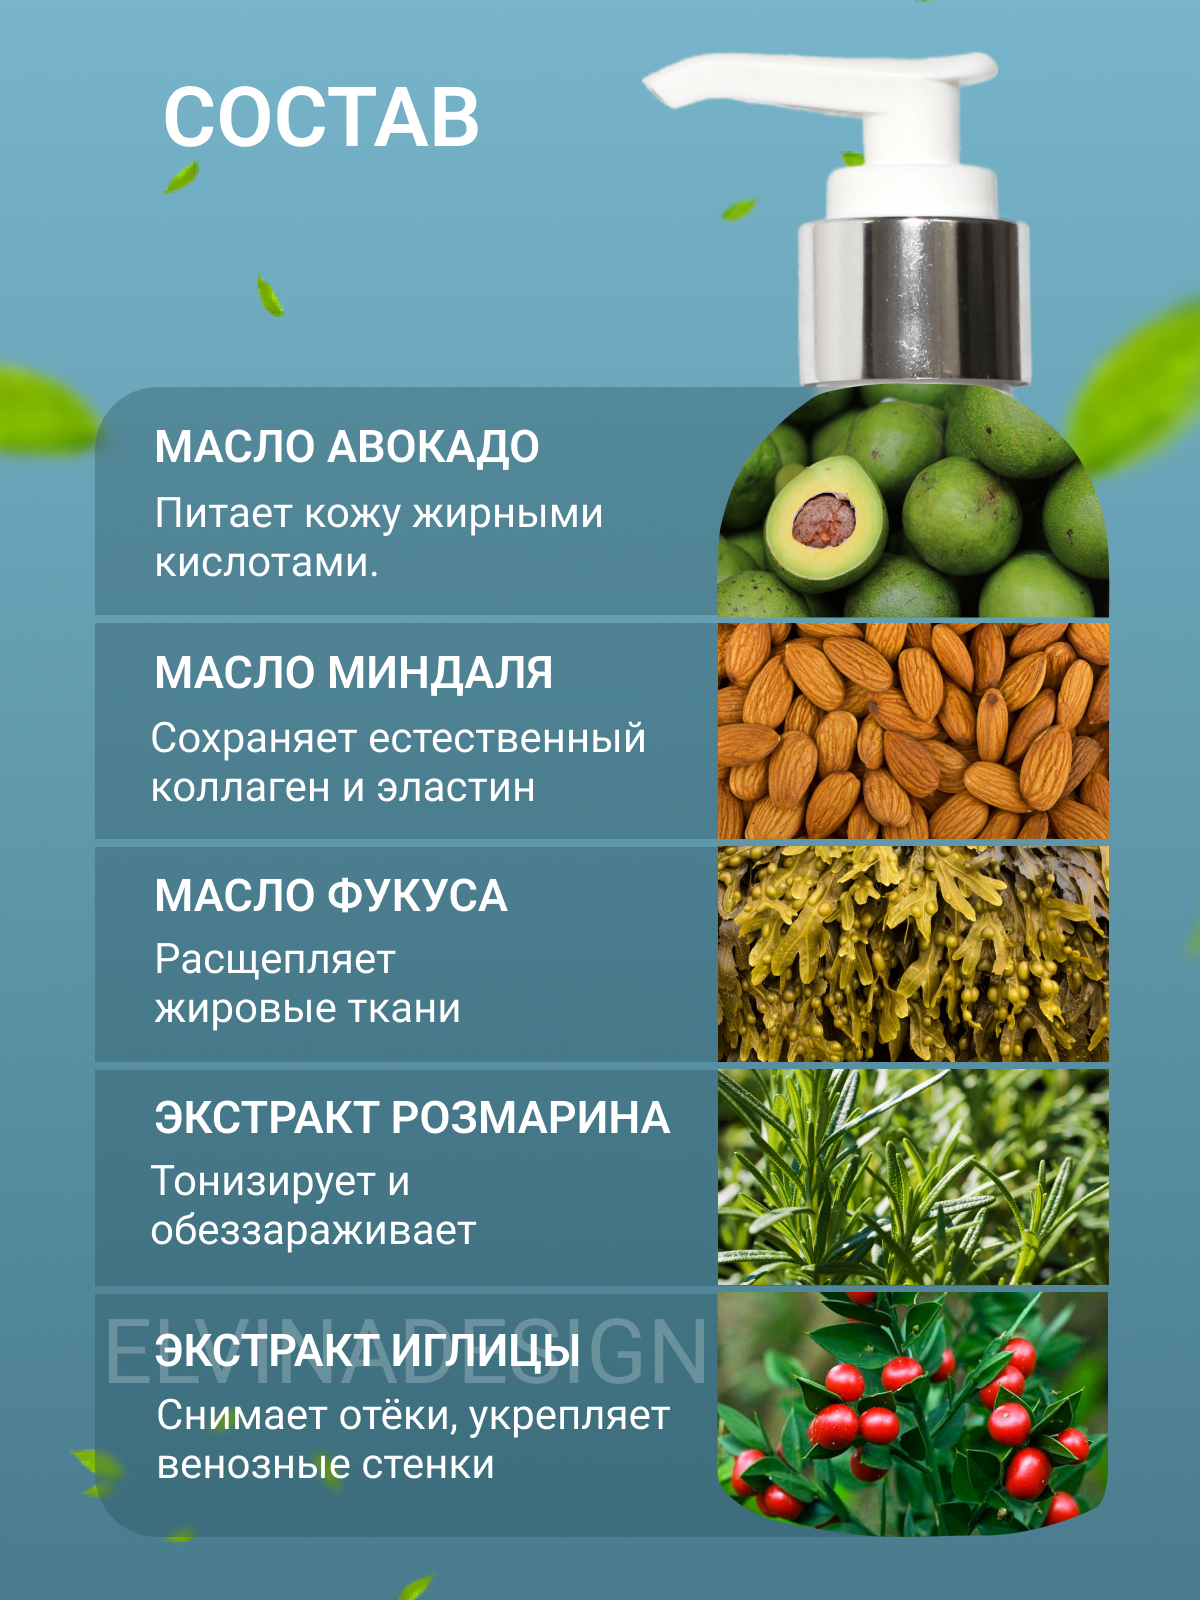 СОСТАВ
МАСЛО АВОКАДО
Питает кожу жирными
кислотами.
МАСЛО МИНДАЛЯ
Сохраняет естественный
коллаген и эластин
МАСЛО ФУКУСА
Расщепляет
жировые ткани
ЭКСТРАКТ РОЗМАРИНА
Тонизирует и
обеззараживает
ELVINADESIGN
ЭКСТРАКТ ИГЛИЦЫ
Снимает отёки, укрепляет
венозные стенки